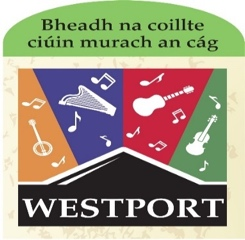 Bheadh na coillte
ciúin murach an cág
WESTPORT